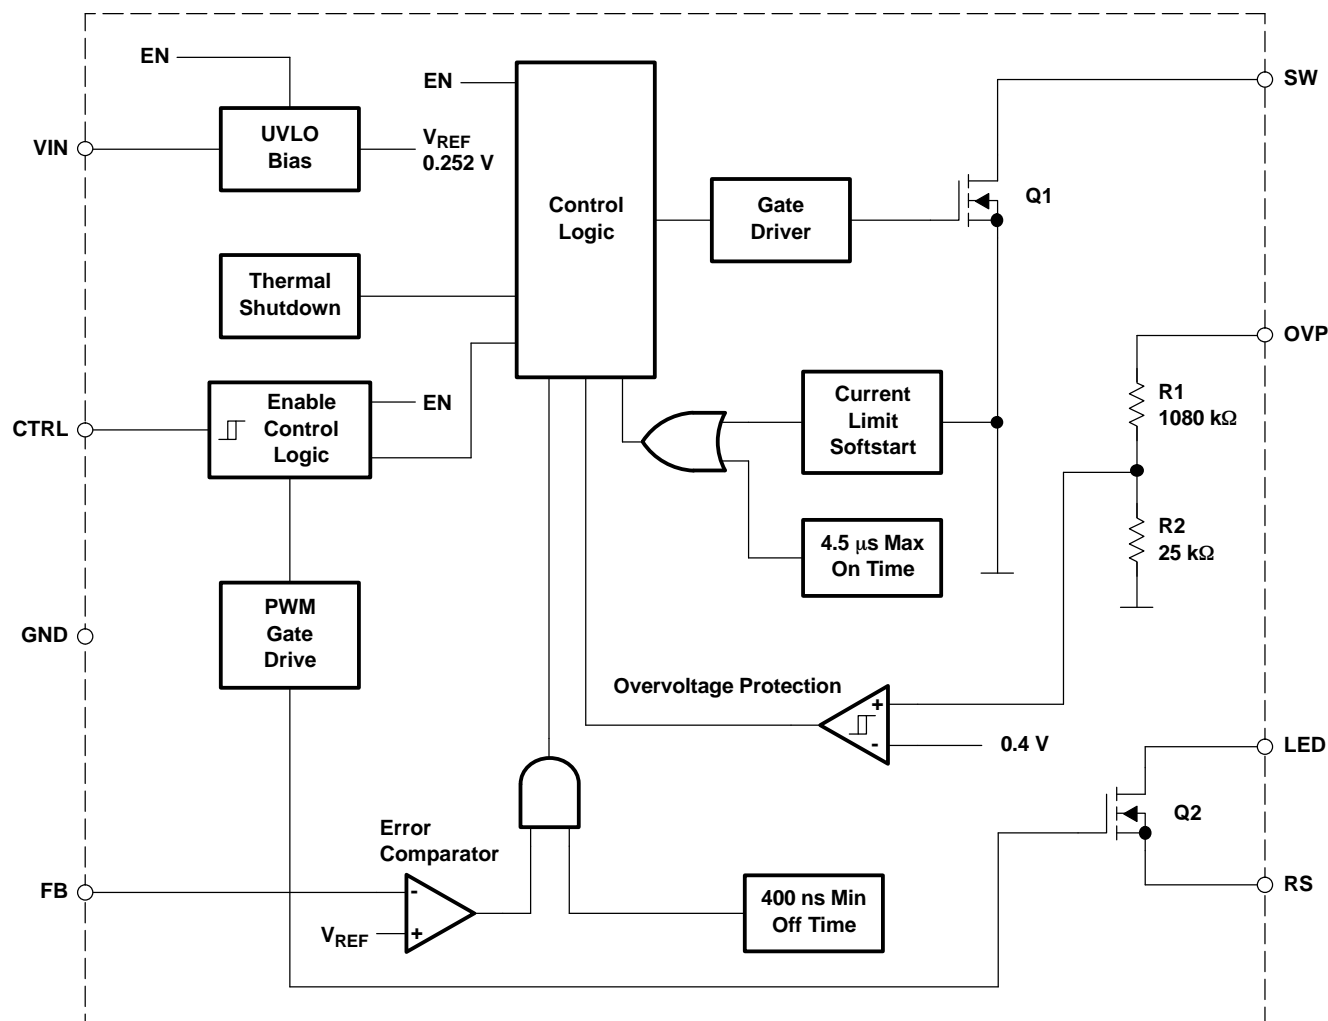 EN
EN
SW
UVLO
Bias
VIN
VREF
0.252 V
Control
Logic
Gate
Driver
Q1
Thermal
Shutdown
OVP
Enable
Control
Logic
EN
CTRL
Current
Limit
Softstart
R1
1080 kΩ
4.5 μs Max
On Time
R2
25 kΩ
PWM
Gate
Drive
GND
Overvoltage Protection
+
-
0.4 V
LED
Q2
Error
Comparator
FB
-
+
VREF
400 ns Min
Off Time
RS